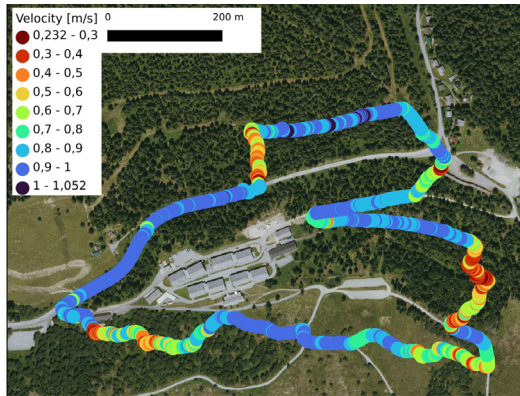 Velocity [m/s]
200 m
0,232 - 0,3
0,3 - 0,4
0,4 - 0,5
0,5 - 0,6
0,6 - 0,7
0,7 - 0,8
0,8 - 0,9
0,9 - 1
1 - 1,052